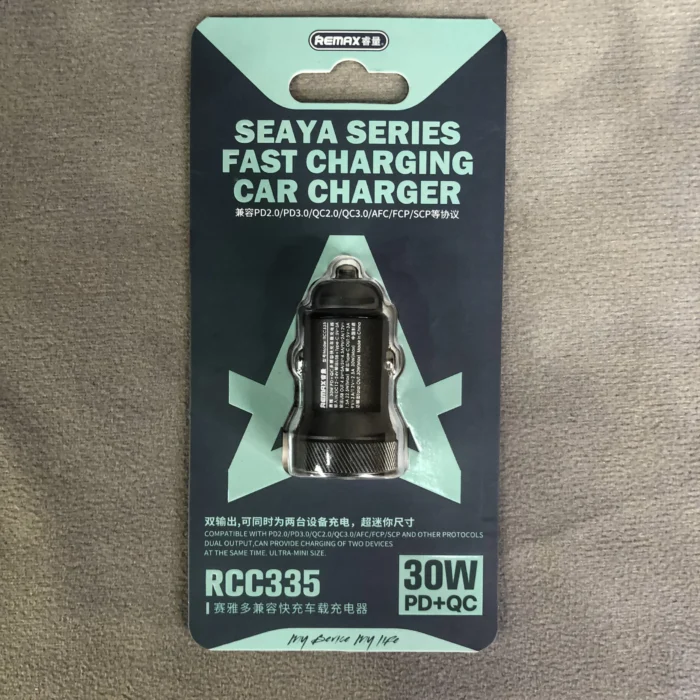 REMAX 睿量
SEAYA SERIES
FAST CHARGING
CAR CHARGER
兼容PD2.0/PD3.0/QC2.0/QC3.0/AFC/FCP/SCP等协议
REMAX 睿量
双输出,可同时为两台设备充电，超迷你尺寸
COMPATIBLE WITH PD2.0/PD3.0/QC2.0/QC3.0/AFC/FCP/SCP AND OTHER PROTOCOLS
DUAL OUTPUT,CAN PROVIDE CHARGING OF TWO DEVICES
AT THE SAME TIME. ULTRA-MINI SIZE.
RCC335
赛雅多兼容快充车载充电器
30W
PD+QC
My device My life